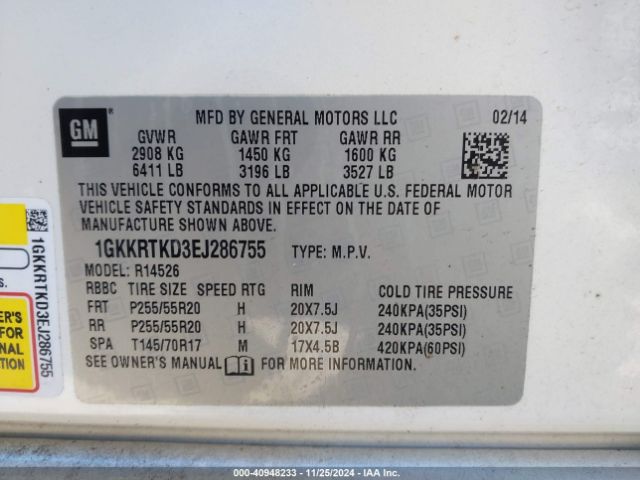 GM
MFD BY GENERAL MOTORS LLC 02/14
GVWR GAWR FRT GAWR RR
2908 KG 1450 KG 1600 KG
6411 LB 3196 LB 3527 LB
THIS VEHICLE CONFORMS TO ALL APPLICABLE U.S. FEDERAL MOTOR
VEHICLE SAFETY STANDARDS IN EFFECT ON THE DATE OF
MANUFACTURE SHOWN ABOVE.
1GKKRTKD3EJ286755 TYPE: M.P.V.
MODEL: R14526
RBBC TIRE SIZE SPEED RTG RIM COLD TIRE PRESSURE
FRT P255/55R20 H 20X7.5J 240KPA(35PSI)
RR P255/55R20 H 20X7.5J 240KPA(35PSI)
SPA T145/70R17 M 17X4.5B 420KPA(60PSI)
SEE OWNER'S MANUAL FOR MORE INFORMATION.
1GKKRTKD3EJ286755
ER'S
FOR
NAL
TION
000-40948233 - 11/25/2024 - IAA Inc.